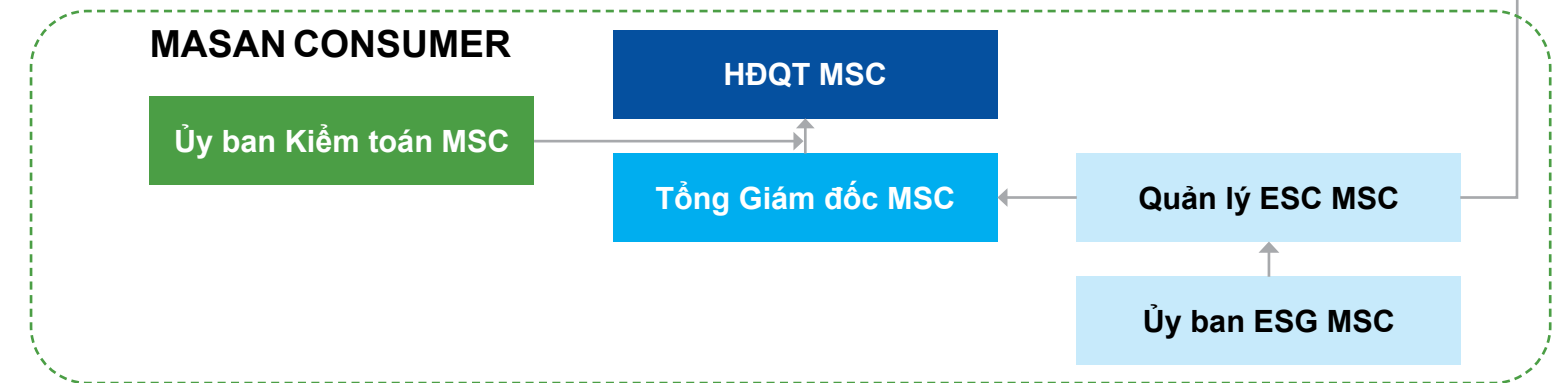 MASAN CONSUMER
HĐQT MSC
Ủy ban Kiểm toán MSC
Tổng Giám đốc MSC
Quản lý ESC MSC
Ủy ban ESG MSC